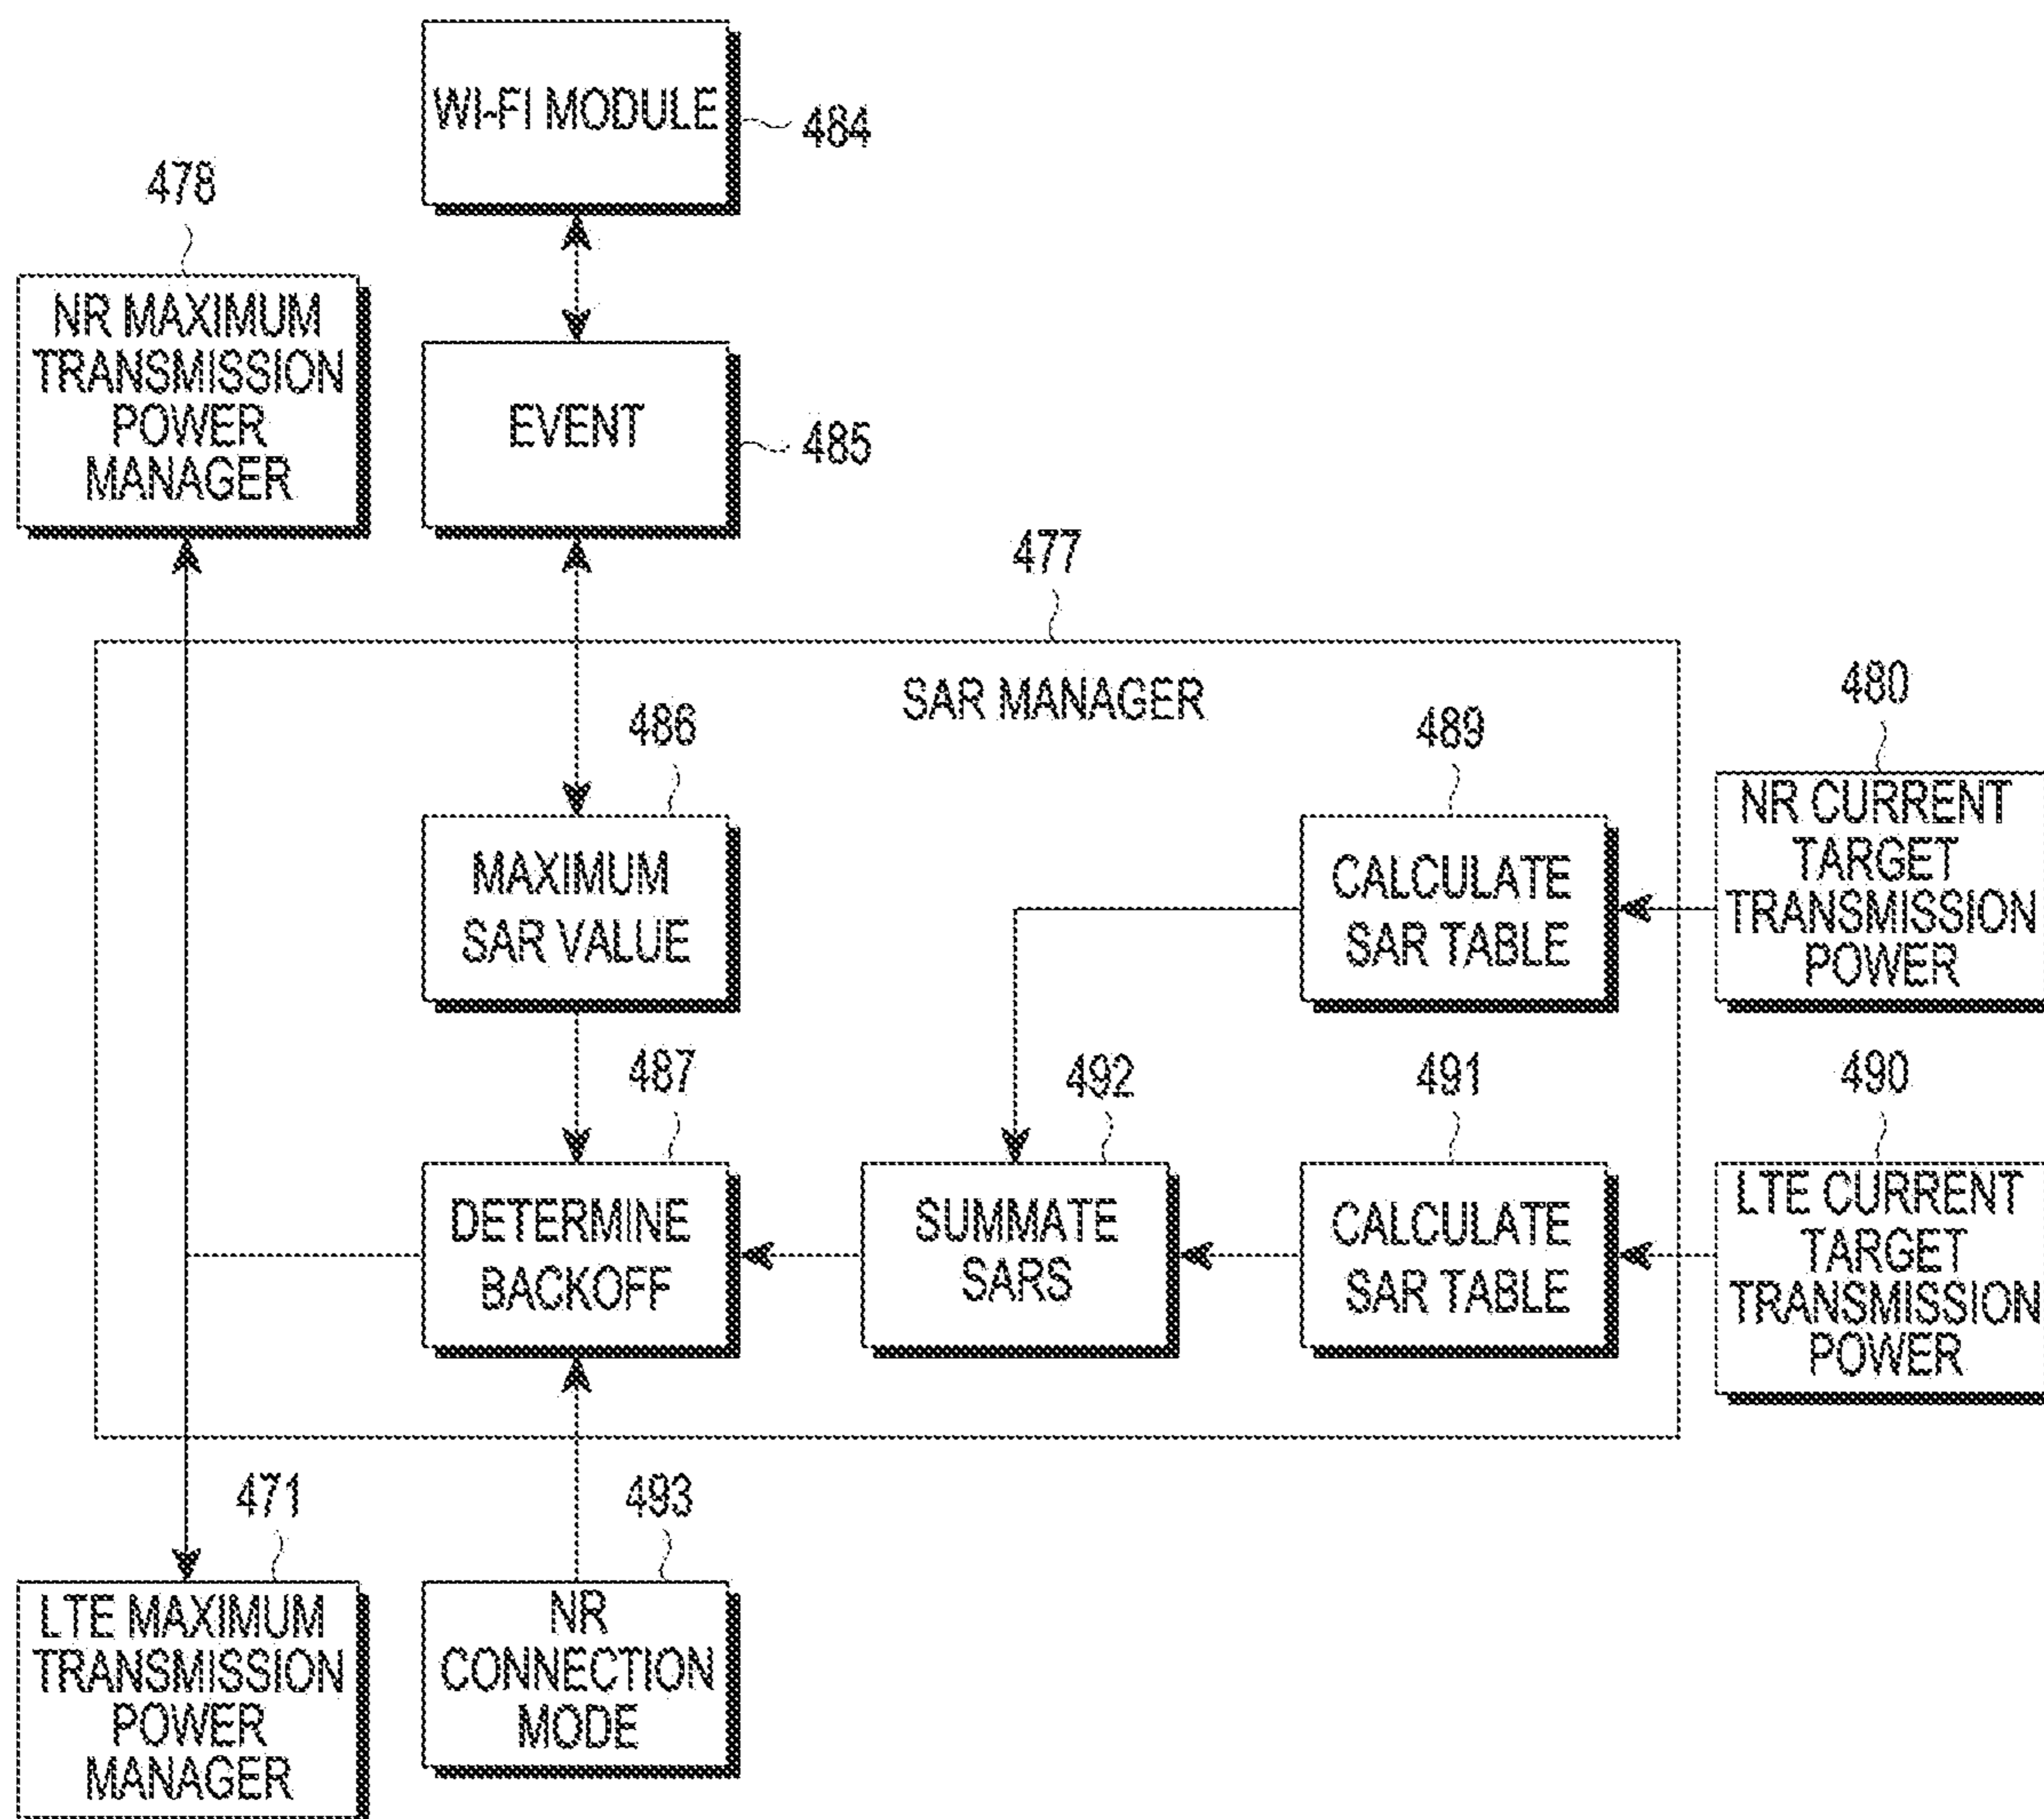 WI-FI MODULE
484
478
NR MAXIMUM
TRANSMISSION
POWER
MANAGER
EVENT
485
477
SAR MANAGER
486
MAXIMUM
SAR VALUE
489
CALCULATE
SAR TABLE
480
NR CURRENT
TARGET
TRANSMISSION
POWER
487
DETERMINE
BACKOFF
492
SUMMATE
SARS
491
CALCULATE
SAR TABLE
490
LTE CURRENT
TARGET
TRANSMISSION
POWER
471
LTE MAXIMUM
TRANSMISSION
POWER
MANAGER
493
NR
CONNECTION
MODE